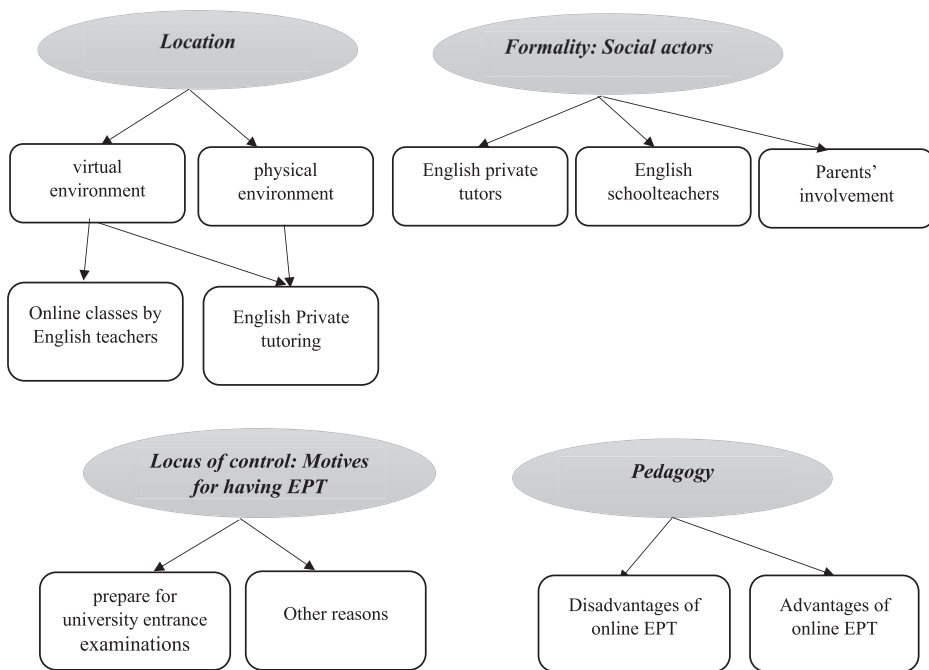 Location
Formality: Social actors
virtual
environment
physical
environment
English private
tutors
English
schoolteachers
Parents'
involvement
Online classes by
English teachers
English Private
tutoring
Locus of control: Motives
for having EPT
Pedagogy
prepare for
university entrance
examinations
Other reasons
Disadvantages of
online EPT
Advantages of
online EPT